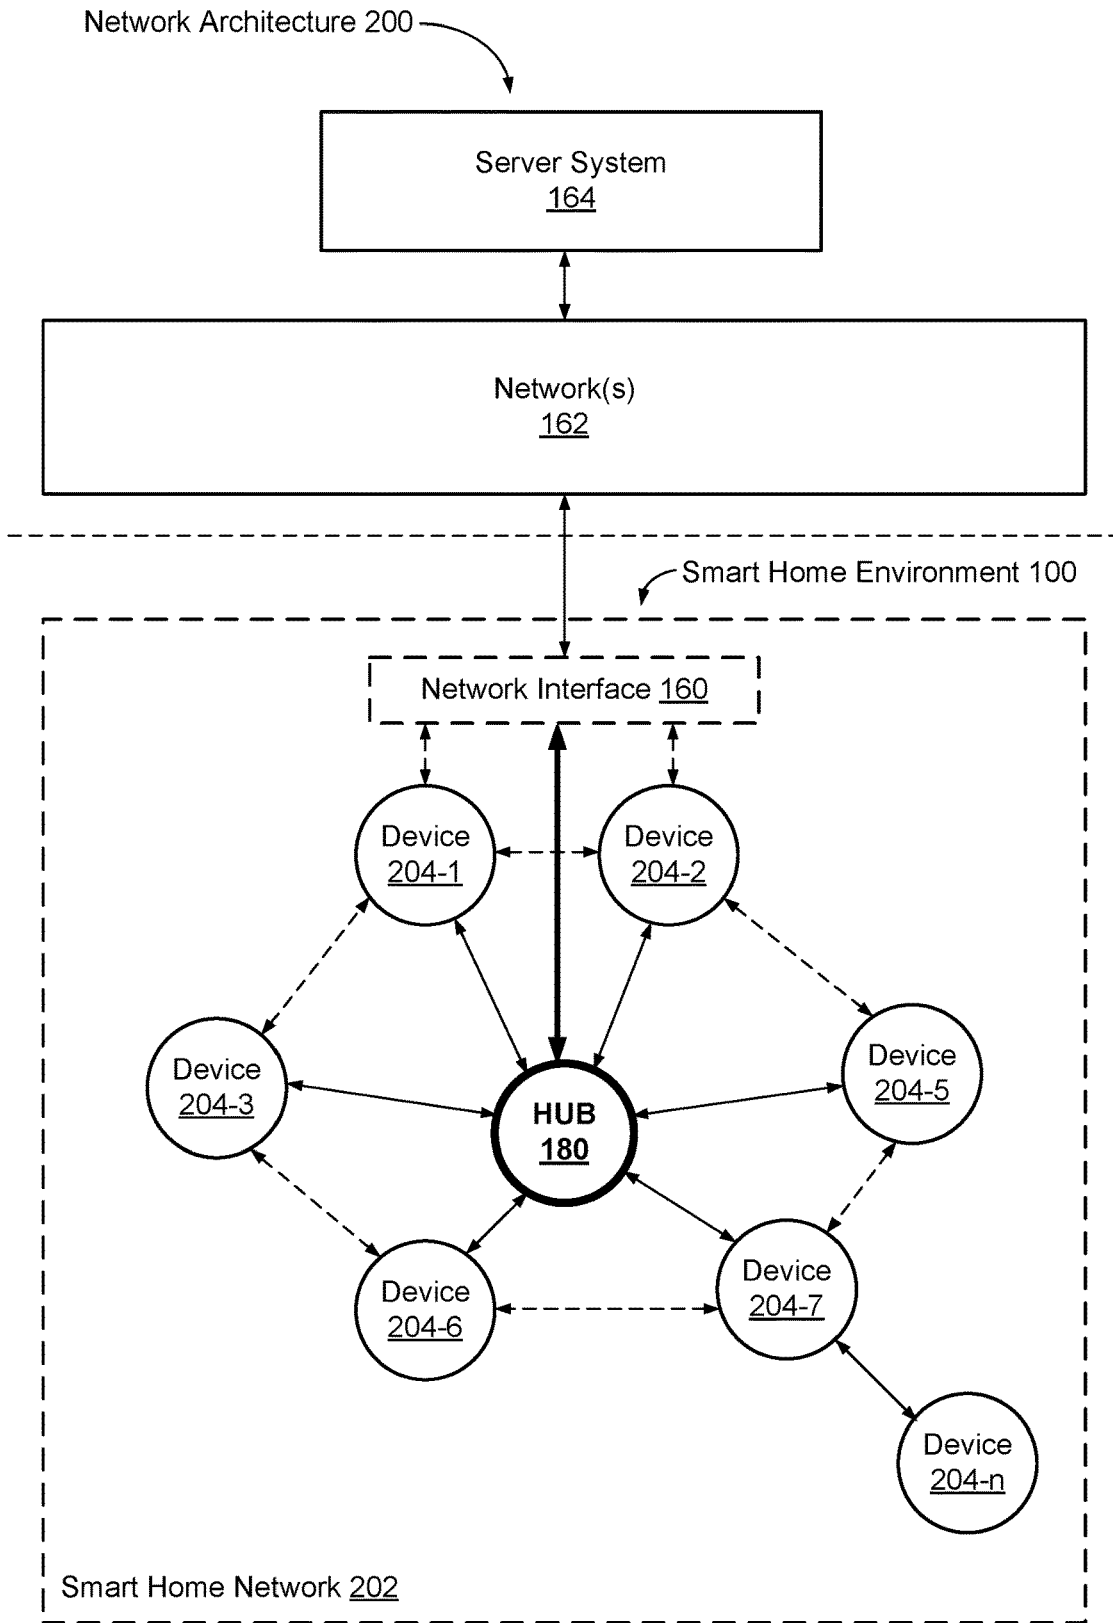 Network Architecture 200
Server System
164
Network(s)
162
Smart Home Environment 100
Network Interface 160
Device
204-1
Device
204-2
Device
204-3
Device
204-5
HUB
180
Device
204-6
Device
204-7
Device
204-n
Smart Home Network 202